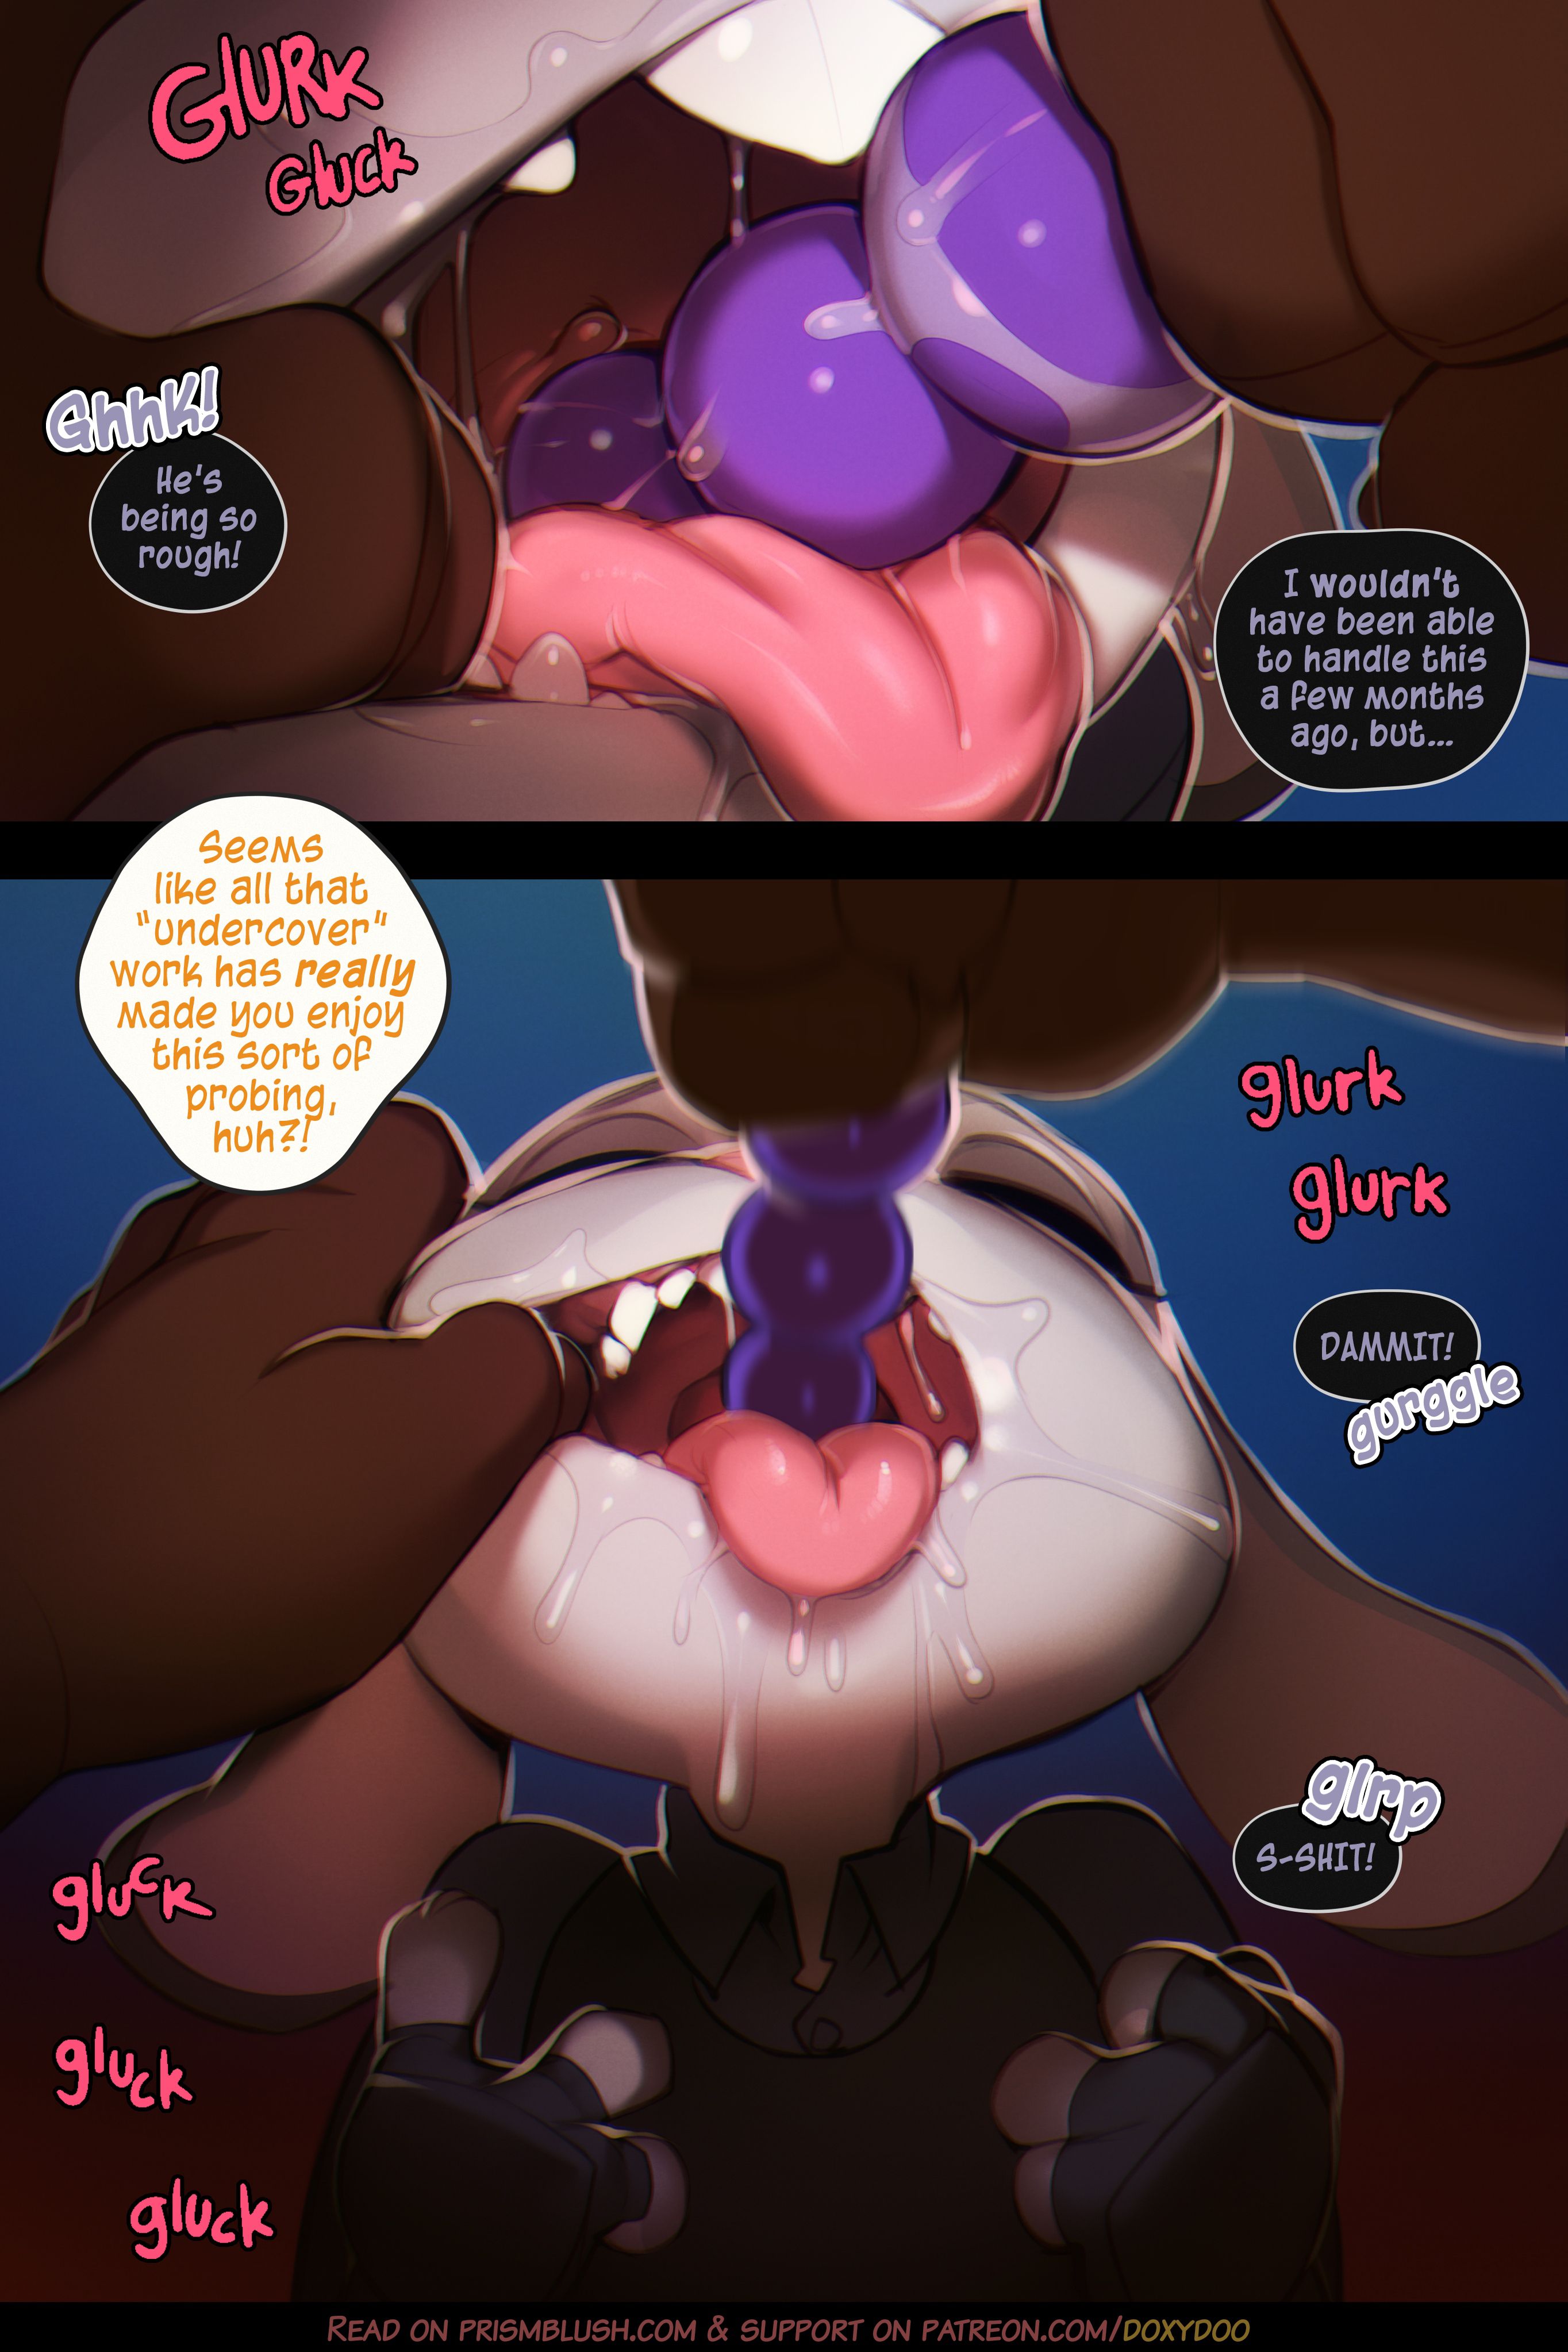 GLURK
GLUCK
GhhK!
He's
being so
rough!
I wouldn't
have been able
to handle this
a few months
ago, but...
Seems
like all that
"undercover"
work has really
made you enjoy
this sort of
probing,
huh?!
glurk
glurk
DAMMIT!
gurggle
glrp
S-SHIT!
gluck
gluck
gluck
READ ON PRISMBLUSH.COM & SUPPORT ON PATREON.COM/DOXYDOO